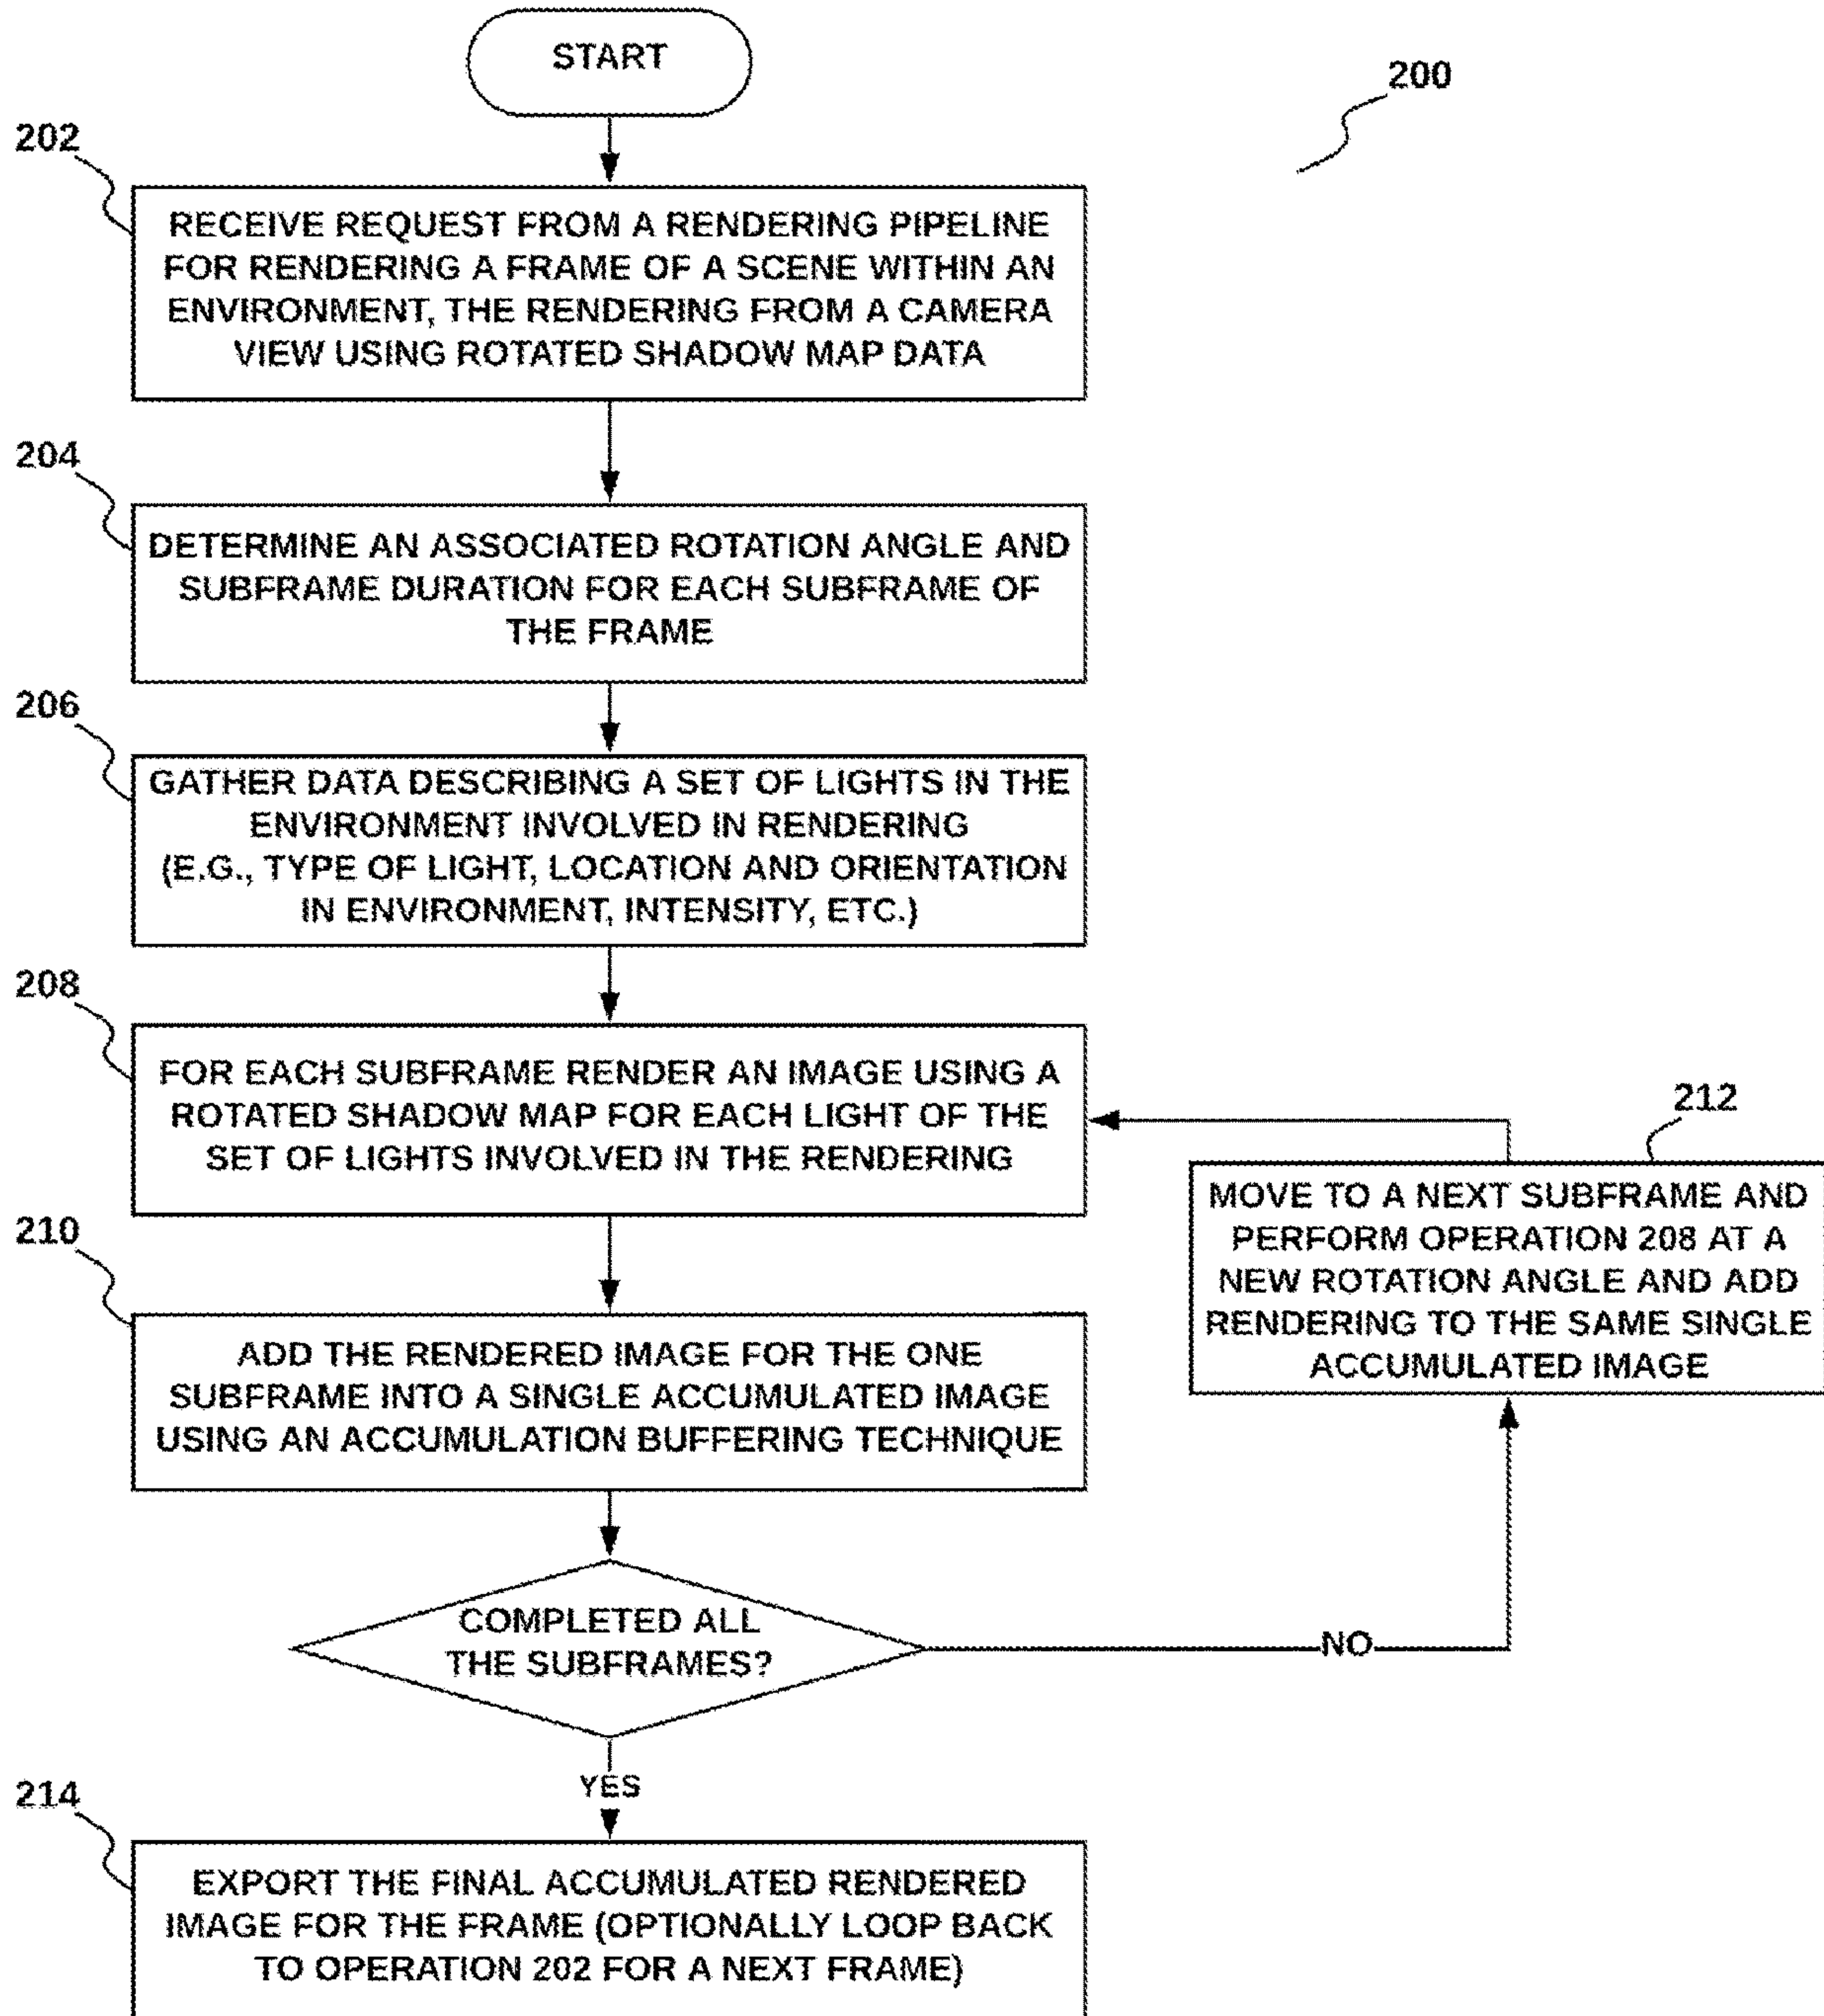 START
200
202
RECEIVE REQUEST FROM A RENDERING PIPELINE
FOR RENDERING A FRAME OF A SCENE WITHIN AN
ENVIRONMENT, THE RENDERING FROM A CAMERA
VIEW USING ROTATED SHADOW MAP DATA
204
DETERMINE AN ASSOCIATED ROTATION ANGLE AND
SUBFRAME DURATION FOR EACH SUBFRAME OF
THE FRAME
206
GATHER DATA DESCRIBING A SET OF LIGHTS IN THE
ENVIRONMENT INVOLVED IN RENDERING
(E.G., TYPE OF LIGHT, LOCATION AND ORIENTATION
IN ENVIRONMENT, INTENSITY, ETC.)
208
FOR EACH SUBFRAME RENDER AN IMAGE USING A
ROTATED SHADOW MAP FOR EACH LIGHT OF THE
SET OF LIGHTS INVOLVED IN THE RENDERING
212
MOVE TO A NEXT SUBFRAME AND
PERFORM OPERATION 208 AT A
NEW ROTATION ANGLE AND ADD
RENDERING TO THE SAME SINGLE
ACCUMULATED IMAGE
210
ADD THE RENDERED IMAGE FOR THE ONE
SUBFRAME INTO A SINGLE ACCUMULATED IMAGE
USING AN ACCUMULATION BUFFERING TECHNIQUE
COMPLETED ALL
THE SUBFRAMES?
NO
YES
214
EXPORT THE FINAL ACCUMULATED RENDERED
IMAGE FOR THE FRAME (OPTIONALLY LOOP BACK
TO OPERATION 202 FOR A NEXT FRAME)